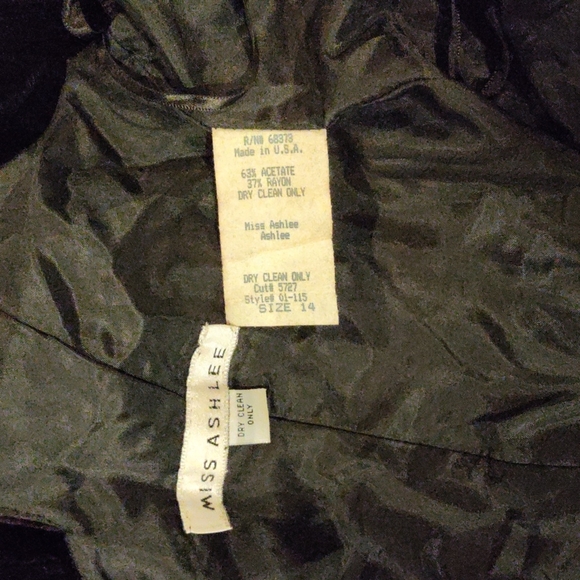 R/N# 68373
Made in U.S.A.
63% ACETATE
37% RAYON
DRY CLEAN ONLY
Miss Ashlee
Ashlee
DRY CLEAN ONLY
Cut# 5727
Style# 01-115
SIZE 14
MISS ASHLEE
DRY CLEAN
ONLY